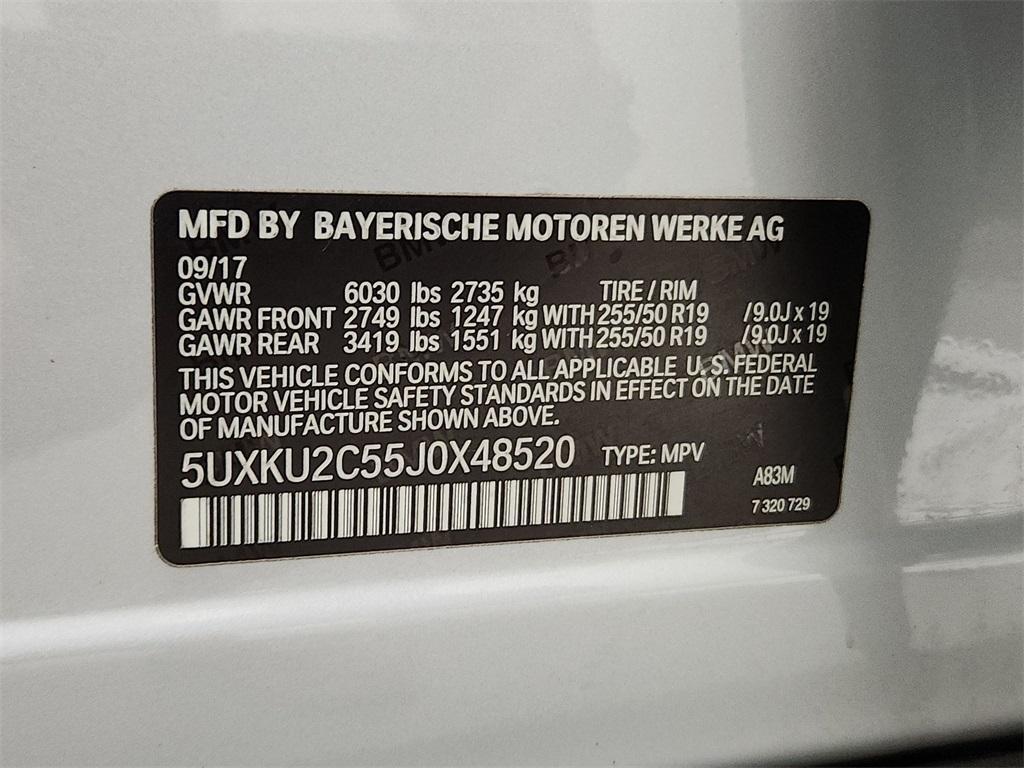 MFD BY BAYERISCHE MOTOREN WERKE AG
09/17
GVWR 6030 lbs 2735 kg TIRE / RIM
GAWR FRONT 2749 lbs 1247 kg WITH 255/50 R19 /9.0J x 19
GAWR REAR 3419 lbs 1551 kg WITH 255/50 R19 /9.0J x 19
THIS VEHICLE CONFORMS TO ALL APPLICABLE U.S. FEDERAL
MOTOR VEHICLE SAFETY STANDARDS IN EFFECT ON THE DATE
OF MANUFACTURE SHOWN ABOVE.
5UXKU2C55J0X48520 TYPE: MPV
A83M
7 320 729